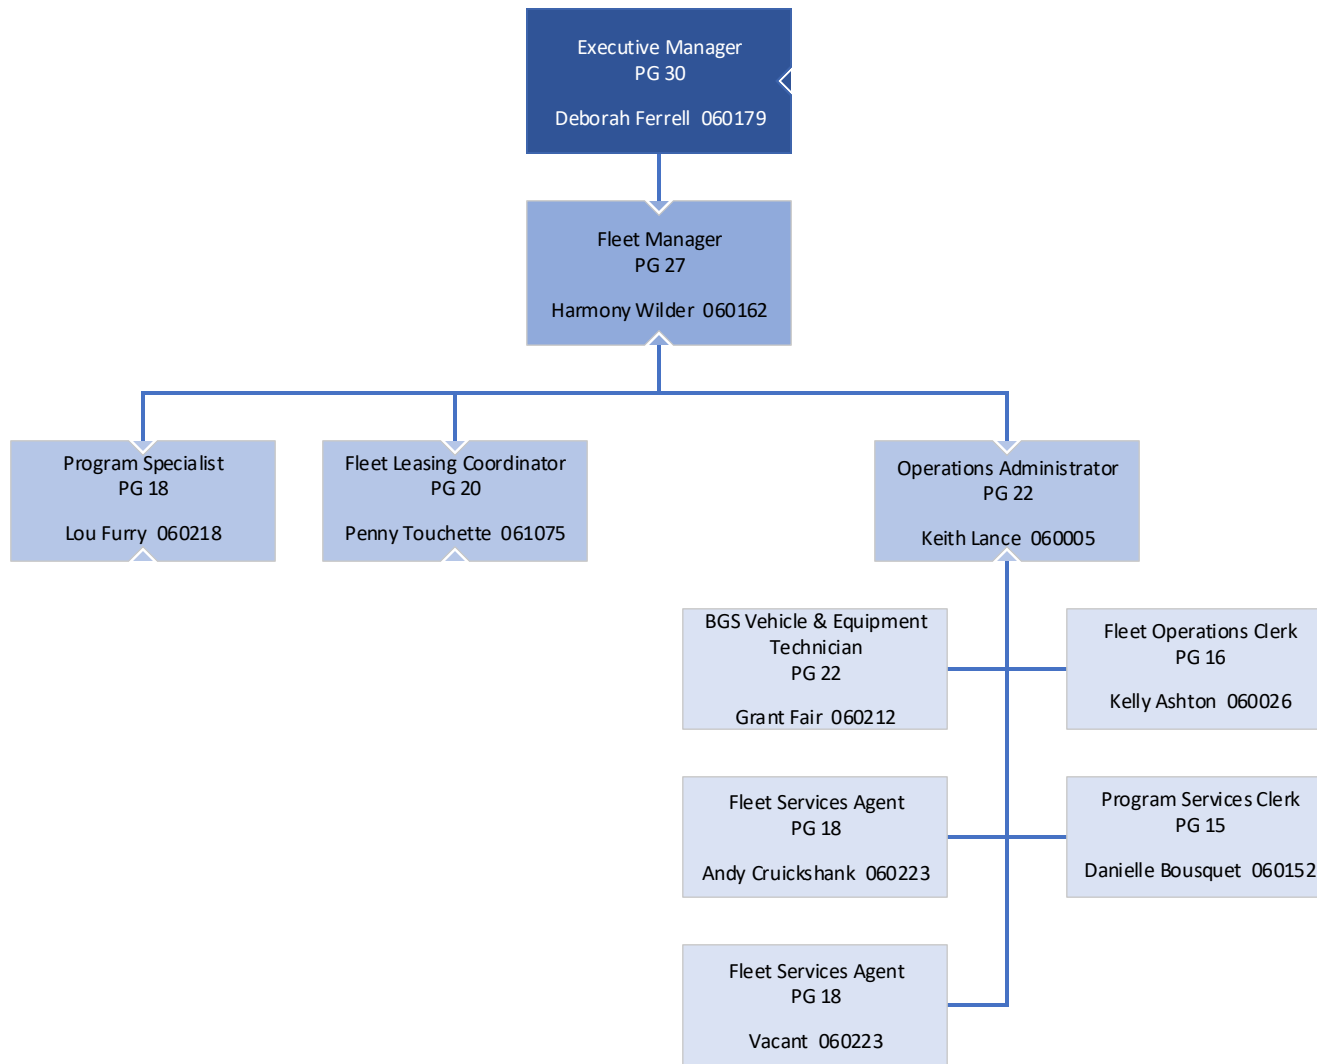 Executive Manager
PG 30
Deborah Ferrell 060179
Fleet Manager
PG 27
Harmony Wilder 060162
Program Specialist
PG 18
Lou Furry 060218
Fleet Leasing Coordinator
PG 20
Penny Touchette 061075
Operations Administrator
PG 22
Keith Lance 060005
BGS Vehicle & Equipment
Technician
PG 22
Grant Fair 060212
Fleet Operations Clerk
PG 16
Kelly Ashton 060026
Fleet Services Agent
PG 18
Andy Cruickshank 060223
Program Services Clerk
PG 15
Danielle Bousquet 060152
Fleet Services Agent
PG 18
Vacant 060223